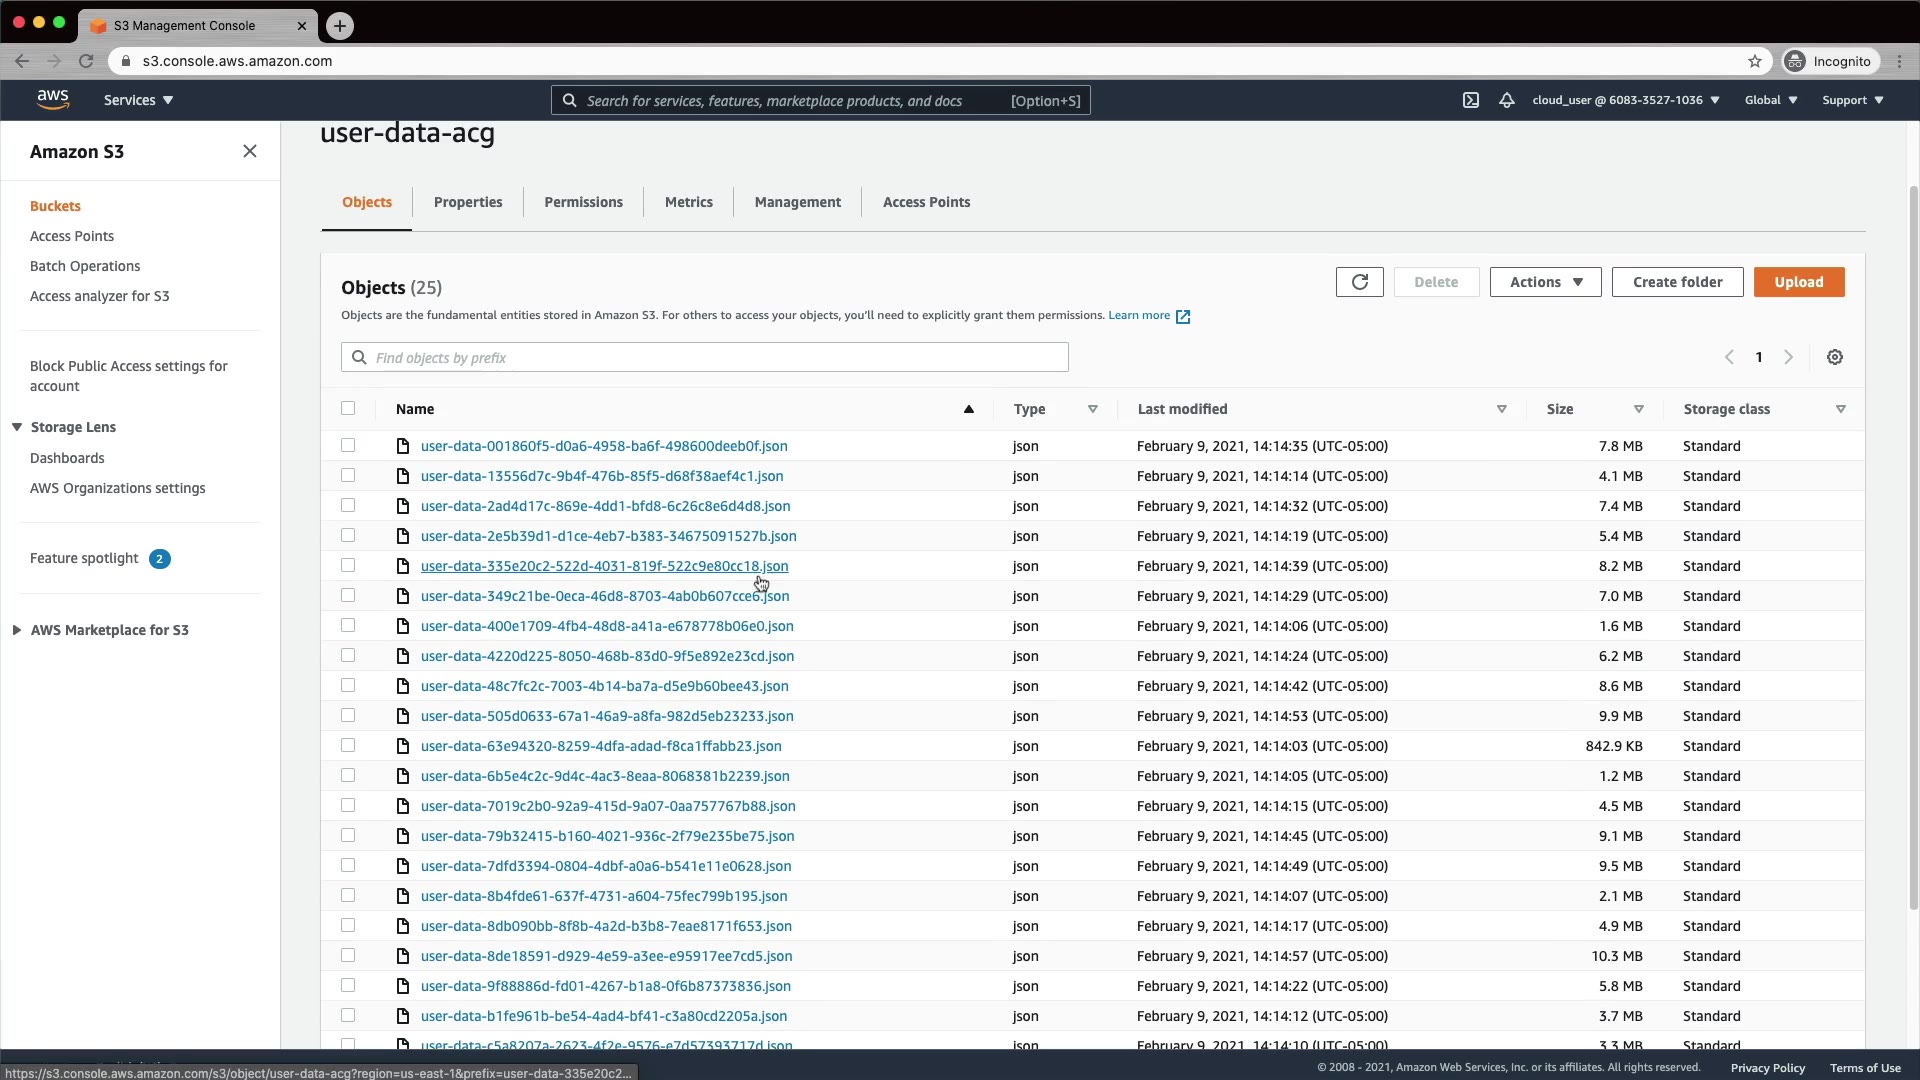 S3 Management Console
s3.console.aws.amazon.com
Incognito
aws
Services
Search for services, features, marketplace products, and docs [Option+S]
cloud_user @ 6083-3527-1036
Global
Support
Amazon S3
Buckets
Access Points
Batch Operations
Access analyzer for S3
Block Public Access settings for
account
Storage Lens
Dashboards
AWS Organizations settings
Feature spotlight 2
AWS Marketplace for S3
user-data-acg
Objects Properties Permissions Metrics Management Access Points
Objects (25)
Delete Actions Create folder Upload
Objects are the fundamental entities stored in Amazon S3. For others to access your objects, you'll need to explicitly grant them permissions. Learn more
Find objects by prefix
1
Name Type Last modified Size Storage class
user-data-001860f5-d0a6-4958-ba6f-498600deeb0f.json json February 9, 2021, 14:14:35 (UTC-05:00) 7.8 MB Standard
user-data-13556d7c-9b4f-476b-85f5-d68f38aef4c1.json json February 9, 2021, 14:14:14 (UTC-05:00) 4.1 MB Standard
user-data-2ad4d17c-869e-4dd1-bfd8-6c26c8e6d4d8.json json February 9, 2021, 14:14:32 (UTC-05:00) 7.4 MB Standard
user-data-2e5b39d1-d1ce-4eb7-b383-34675091527b.json json February 9, 2021, 14:14:19 (UTC-05:00) 5.4 MB Standard
user-data-335e20c2-522d-4031-819f-522c9e80cc18.json json February 9, 2021, 14:14:39 (UTC-05:00) 8.2 MB Standard
user-data-349c21be-0eca-46d8-8703-4ab0b607cce6.json json February 9, 2021, 14:14:29 (UTC-05:00) 7.0 MB Standard
user-data-400e1709-4fb4-48d8-a41a-e678778b06e0.json json February 9, 2021, 14:14:06 (UTC-05:00) 1.6 MB Standard
user-data-4220d225-8050-468b-83d0-9f5e892e23cd.json json February 9, 2021, 14:14:24 (UTC-05:00) 6.2 MB Standard
user-data-48c7fc2c-7003-4b14-ba7a-d5e9b60bee43.json json February 9, 2021, 14:14:42 (UTC-05:00) 8.6 MB Standard
user-data-505d0633-67a1-46a9-a8fa-982d5eb23233.json json February 9, 2021, 14:14:53 (UTC-05:00) 9.9 MB Standard
user-data-63e94320-8259-4dfa-adad-f8ca1ffabb23.json json February 9, 2021, 14:14:03 (UTC-05:00) 842.9 KB Standard
user-data-6b5e4c2c-9d4c-4ac3-8eaa-8068381b2239.json json February 9, 2021, 14:14:05 (UTC-05:00) 1.2 MB Standard
user-data-7019c2b0-92a9-415d-9a07-0aa757767b88.json json February 9, 2021, 14:14:15 (UTC-05:00) 4.5 MB Standard
user-data-79b32415-b160-4021-936c-2f79e235be75.json json February 9, 2021, 14:14:45 (UTC-05:00) 9.1 MB Standard
user-data-7dfd3394-0804-4dbf-a0a6-b541e11e0628.json json February 9, 2021, 14:14:49 (UTC-05:00) 9.5 MB Standard
user-data-8b4fde61-637f-4731-a604-75fec799b195.json json February 9, 2021, 14:14:07 (UTC-05:00) 2.1 MB Standard
user-data-8db090bb-8f8b-4a2d-b3b8-7eae8171f653.json json February 9, 2021, 14:14:17 (UTC-05:00) 4.9 MB Standard
user-data-8de18591-d929-4e59-a3ee-e95917ee7cd5.json json February 9, 2021, 14:14:57 (UTC-05:00) 10.3 MB Standard
user-data-9f88886d-fd01-4267-b1a8-0f6b87373836.json json February 9, 2021, 14:14:22 (UTC-05:00) 5.8 MB Standard
user-data-b1fe961b-be54-4ad4-bf41-c3a80cd2205a.json json February 9, 2021, 14:14:12 (UTC-05:00) 3.7 MB Standard
user-data-c5a8207a-2623-4f2e-9576-e7d57393717d.json json February 9, 2021, 14:14:10 (UTC-05:00) 3.3 MB Standard
https://s3.console.aws.amazon.com/s3/object/user-data-acg?region=us-east-1&prefix=user-data-335e20c2...
© 2008 - 2021, Amazon Web Services, Inc. or its affiliates. All rights reserved. Privacy Policy Terms of Use